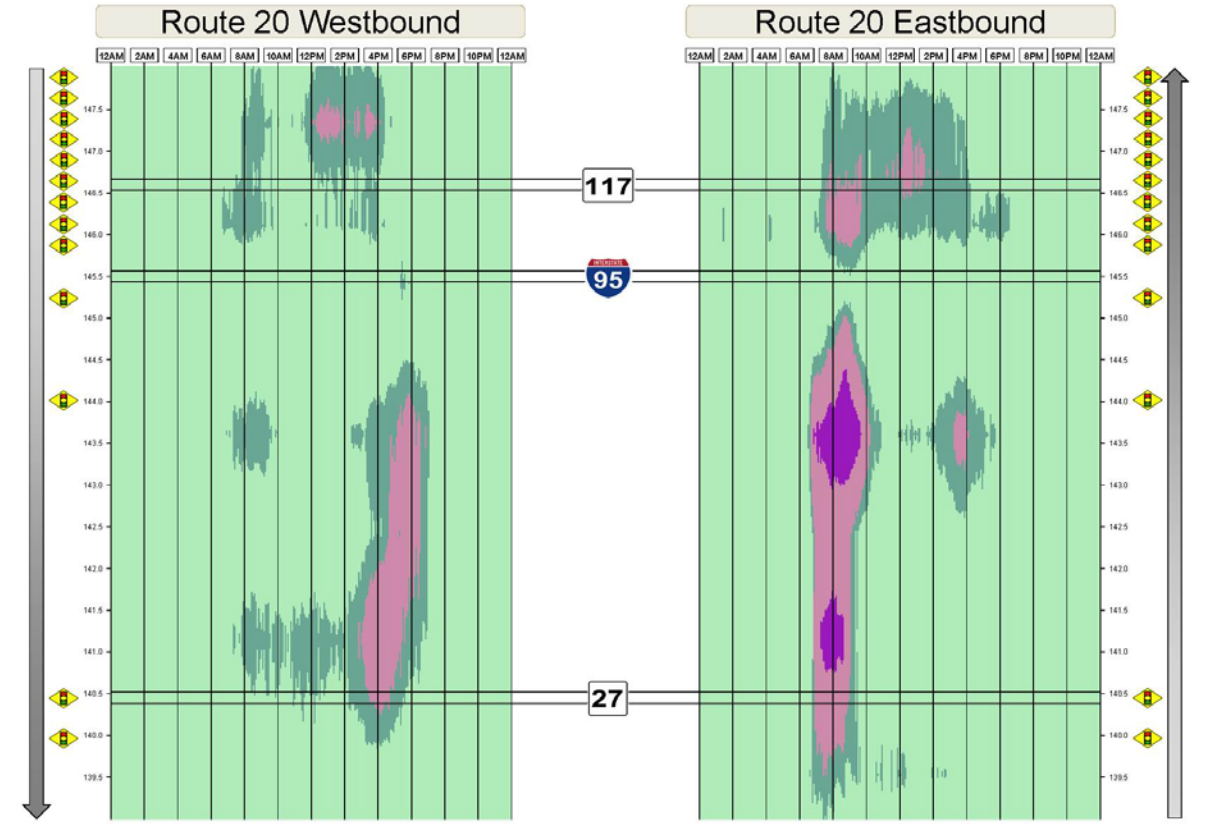 Route 20 Westbound
Route 20 Eastbound
12AM 2AM 4AM 6AM 8AM 10AM 12PM 2PM 4PM 6PM 8PM 10PM 12AM
12AM 2AM 4AM 6AM 8AM 10AM 12PM 2PM 4PM 6PM 8PM 10PM 12AM
147.5 147.5
147.0 147.0
117
146.5 146.5
146.0 146.0
INTERSTATE
145.5 95 145.5
145.0 145.0
144.5 144.5
144.0 144.0
143.5 143.5
143.0 143.0
142.5 142.5
142.0 142.0
141.5 141.5
141.0 141.0
140.5 27 140.5
140.0 140.0
139.5 139.5